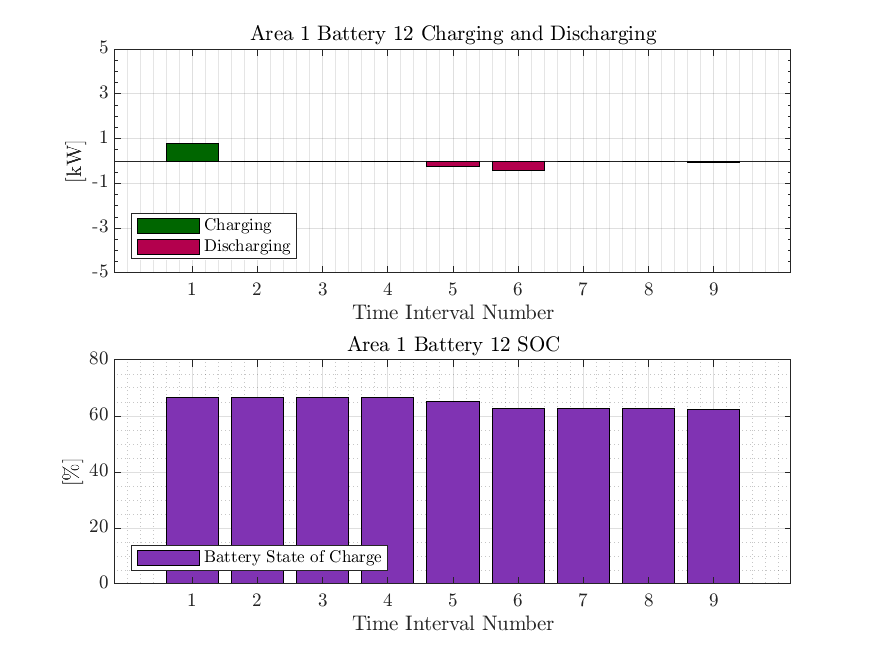 Area 1 Battery 12 Charging and Discharging
5
3
1
-1
-3
-5
[kW]
Charging
Discharging
1 2 3 4 5 6 7 8 9
Time Interval Number
Area 1 Battery 12 SOC
80
60
40
20
0
[%]
Battery State of Charge
1 2 3 4 5 6 7 8 9
Time Interval Number